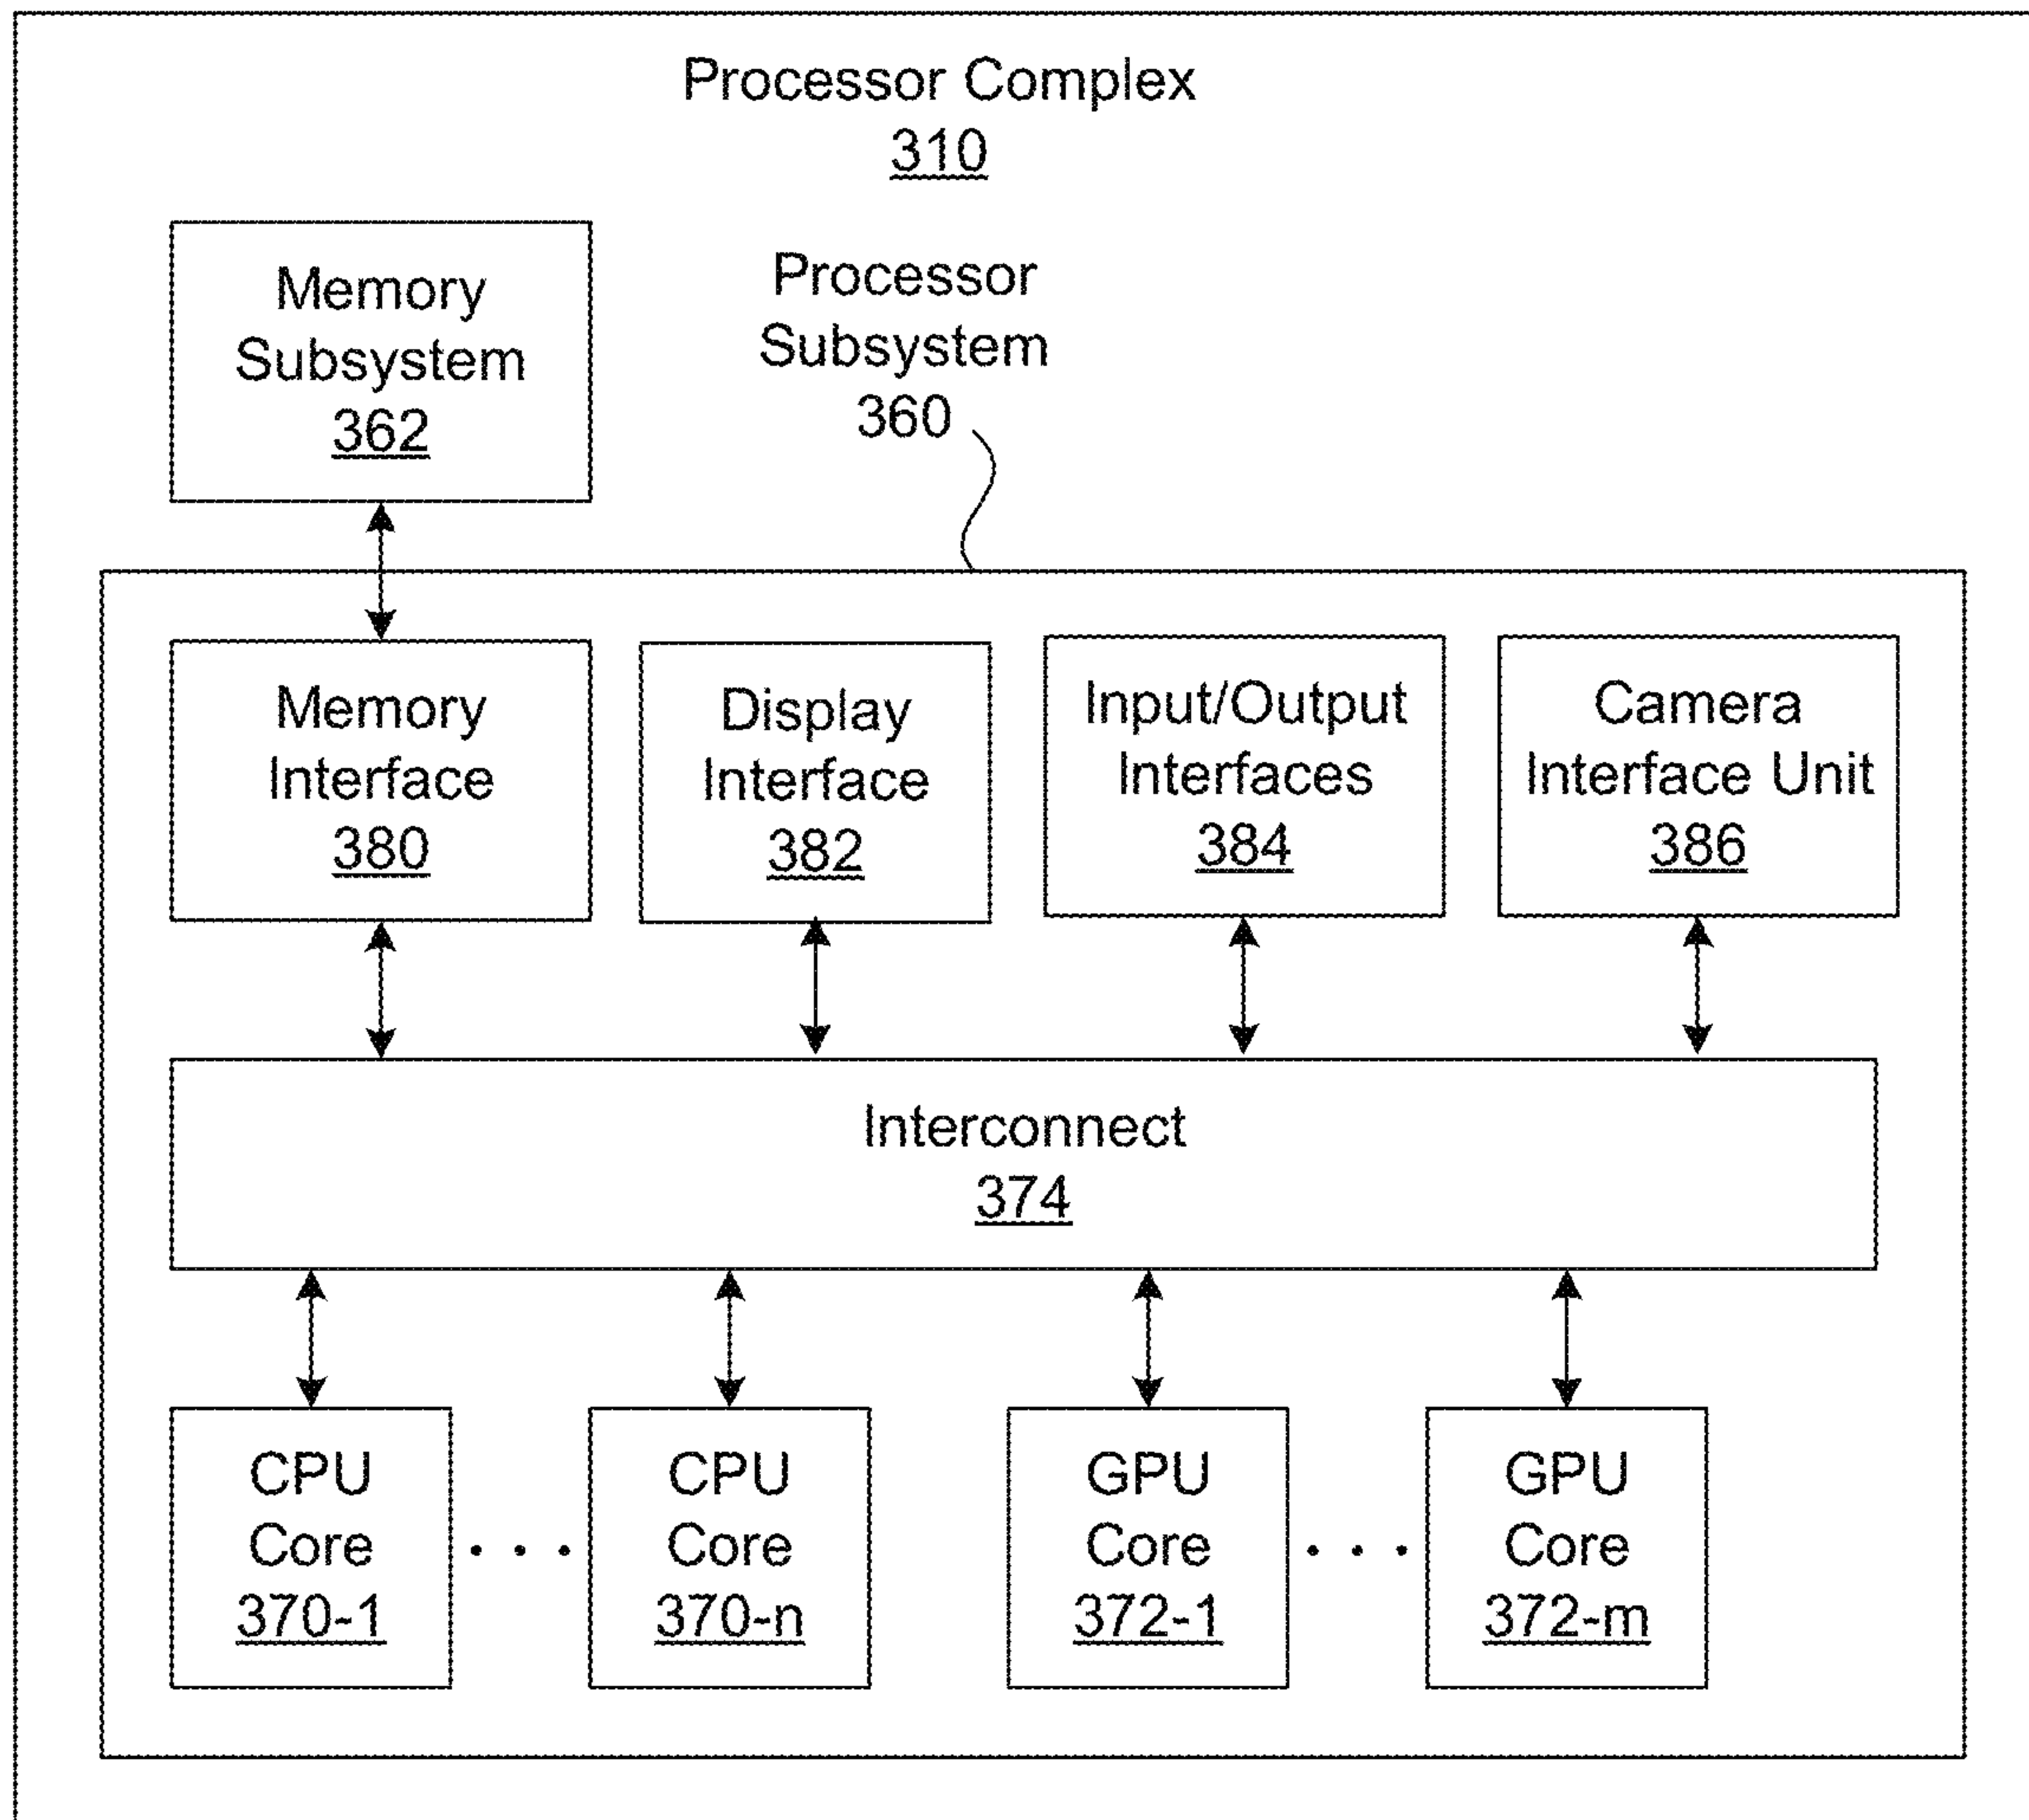 Processor Complex
310
Memory
Subsystem
362
Processor
Subsystem
360
Memory
Interface
380
Display
Interface
382
Input/Output
Interfaces
384
Camera
Interface Unit
386
Interconnect
374
CPU
Core
370-1
. . .
CPU
Core
370-n
GPU
Core
372-1
. . .
GPU
Core
372-m